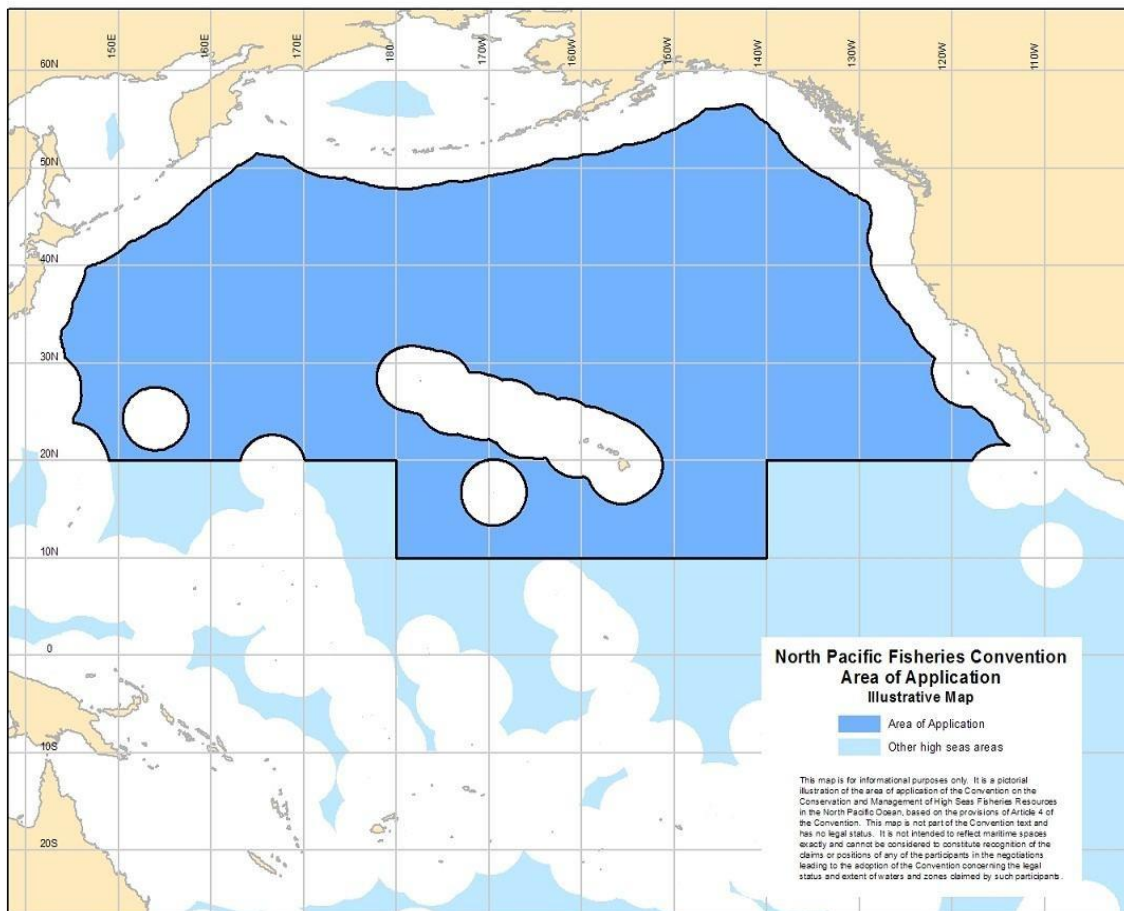 150E
160E
170E
180
170W
160W
150W
140W
130W
120W
110W
60N
50N
40N
30N
20N
10N
0
10S
20S
North Pacific Fisheries Convention
Area of Application
Illustrative Map
Area of Application
Other high seas areas
This map is for informational purposes only. It is a pictorial
illustration of the area of application of the Convention on the
Conservation and Management of High Seas Fisheries Resources
in the North Pacific Ocean, based on the provisions of Article 4 of
the Convention. This map is not part of the Convention text and
has no legal status. It is not intended to reflect maritime spaces
exactly and cannot be considered to constitute recognition of the
claims or positions of any of the participants in the negotiations
leading to the adoption of the Convention concerning the legal
status and extent of waters and zones claimed by such participants.